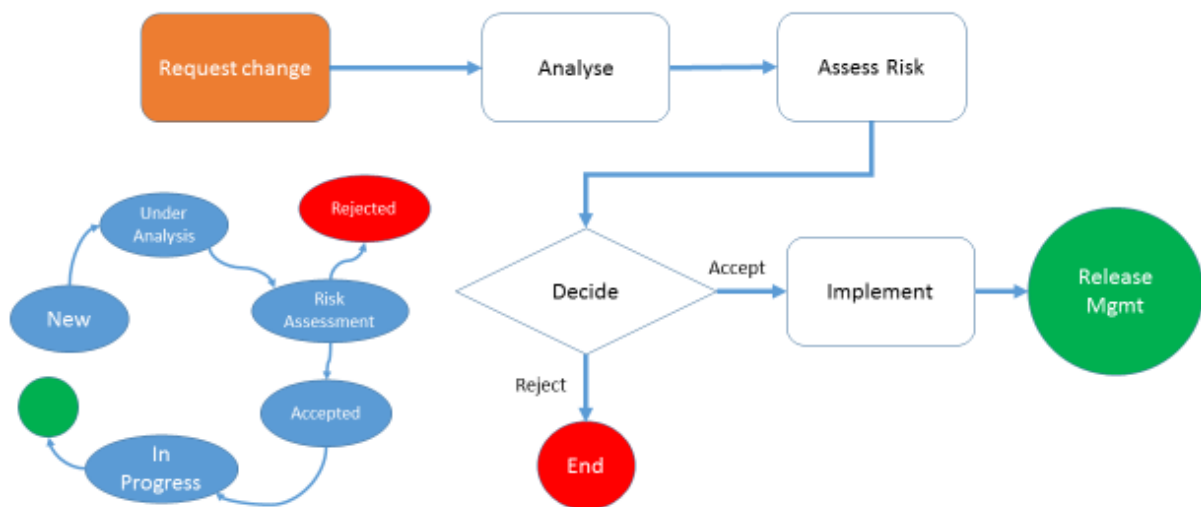 Request change
Analyse
Assess Risk
Under
Analysis
Rejected
New
Risk
Assessment
Decide
Accept
Implement
Release
Mgmt
Reject
Accepted
In
Progress
End